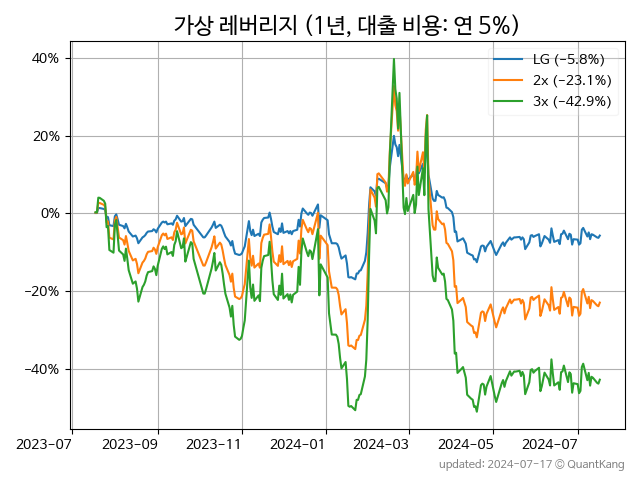 가상 레버리지 (1년, 대출 비용: 연 5%)
LG (−5.8%)
2x (−23.1%)
3x (−42.9%)
40%
20%
0%
−20%
−40%
2023-07 2023-09 2023-11 2024-01 2024-03 2024-05 2024-07
updated: 2024-07-17 © QuantKang